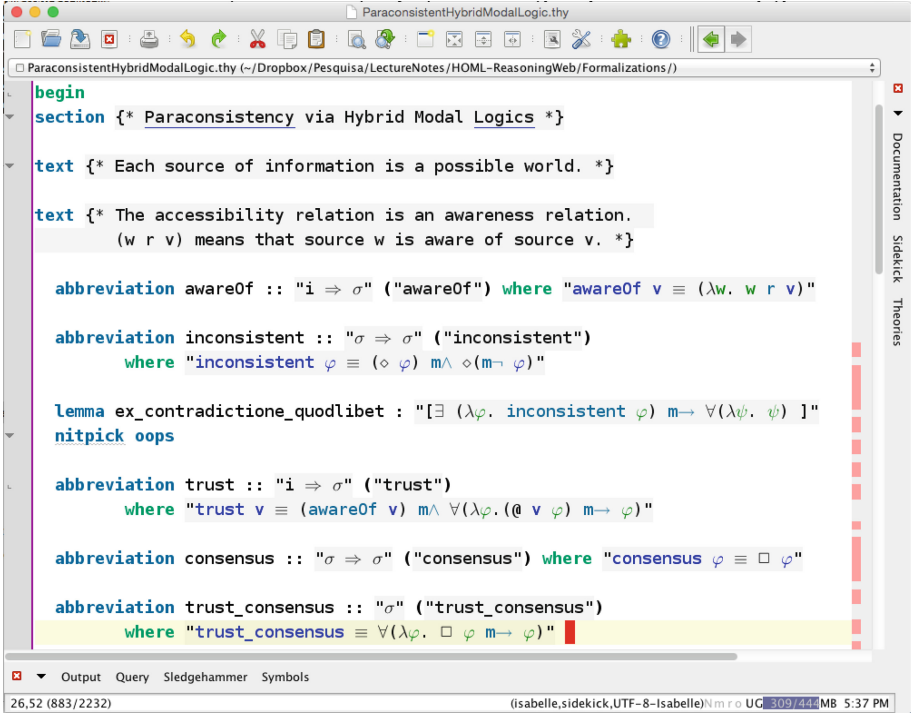 ParaconsistentHybridModalLogic.thy
ParaconsistentHybridModalLogic.thy (~/Dropbox/Pesquisa/LectureNotes/HOML-ReasoningWeb/Formalizations/)
begin
section {* Paraconsistency via Hybrid Modal Logics *}
text {* Each source of information is a possible world. *}
text {* The accessibility relation is an awareness relation.
(w r v) means that source w is aware of source v. *}
abbreviation awareOf :: "i ⇒ σ" ("awareOf") where "awareOf v ≡ (λw. w r v)"
abbreviation inconsistent :: "σ ⇒ σ" ("inconsistent")
where "inconsistent φ ≡ (⋄ φ) m∧ ⋄(m¬ φ)"
lemma ex_contradictione_quodlibet : "[∃ (λφ. inconsistent φ) m→ ∀(λψ. ψ) ]"
nitpick oops
abbreviation trust :: "i ⇒ σ" ("trust")
where "trust v ≡ (awareOf v) m∧ ∀(λφ.(@ v φ) m→ φ)"
abbreviation consensus :: "σ ⇒ σ" ("consensus") where "consensus φ ≡ □ φ"
abbreviation trust_consensus :: "σ" ("trust_consensus")
where "trust_consensus ≡ ∀(λφ. □ φ m→ φ)"
Documentation
Sidekick
Theories
Output Query Sledgehammer Symbols
26,52 (883/2232) (isabelle,sidekick,UTF-8-Isabelle)N m r o UG 309/444MB 5:37 PM